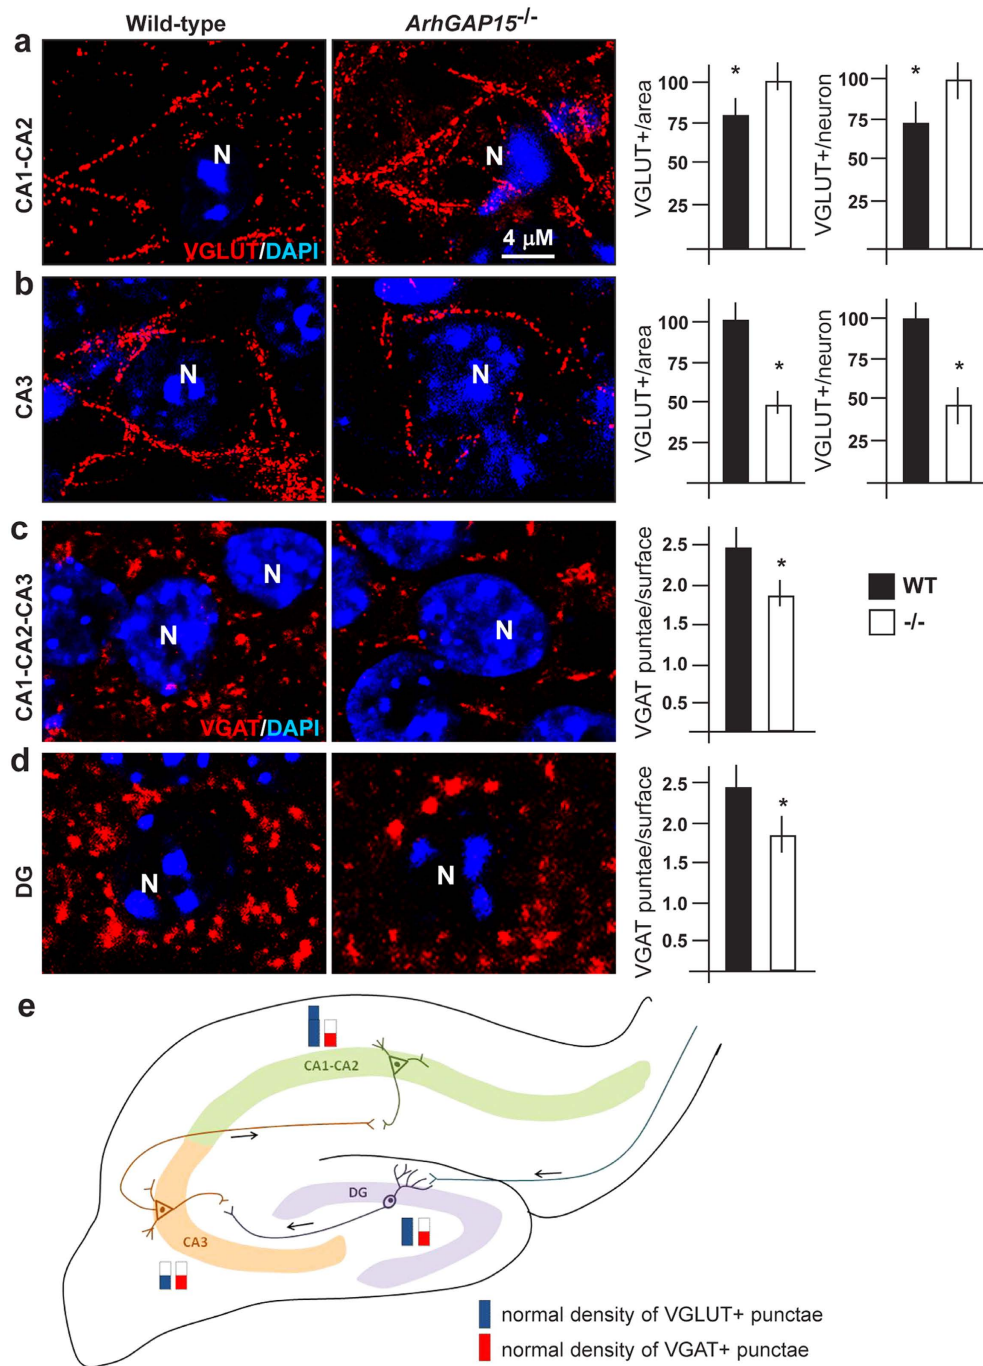 Wild-type
ArhGAP15-/-
a
CA1-CA2
N
VGLUT/DAPI
N
4 μM
VGLUT+/area
100
75
50
25
*
VGLUT+/neuron
100
75
50
25
*
b
CA3
N
N
VGLUT+/area
100
75
50
25
*
VGLUT+/neuron
100
75
50
25
*
c
CA1-CA2-CA3
N
N
VGAT/DAPI
N
VGAT puntae/surface
2.5
2.0
1.5
1.0
0.5
*
WT
-/-
d
DG
N
N
VGAT puntae/surface
2.5
2.0
1.5
1.0
0.5
*
e
CA1-CA2
DG
CA3
normal density of VGLUT+ punctae
normal density of VGAT+ punctae